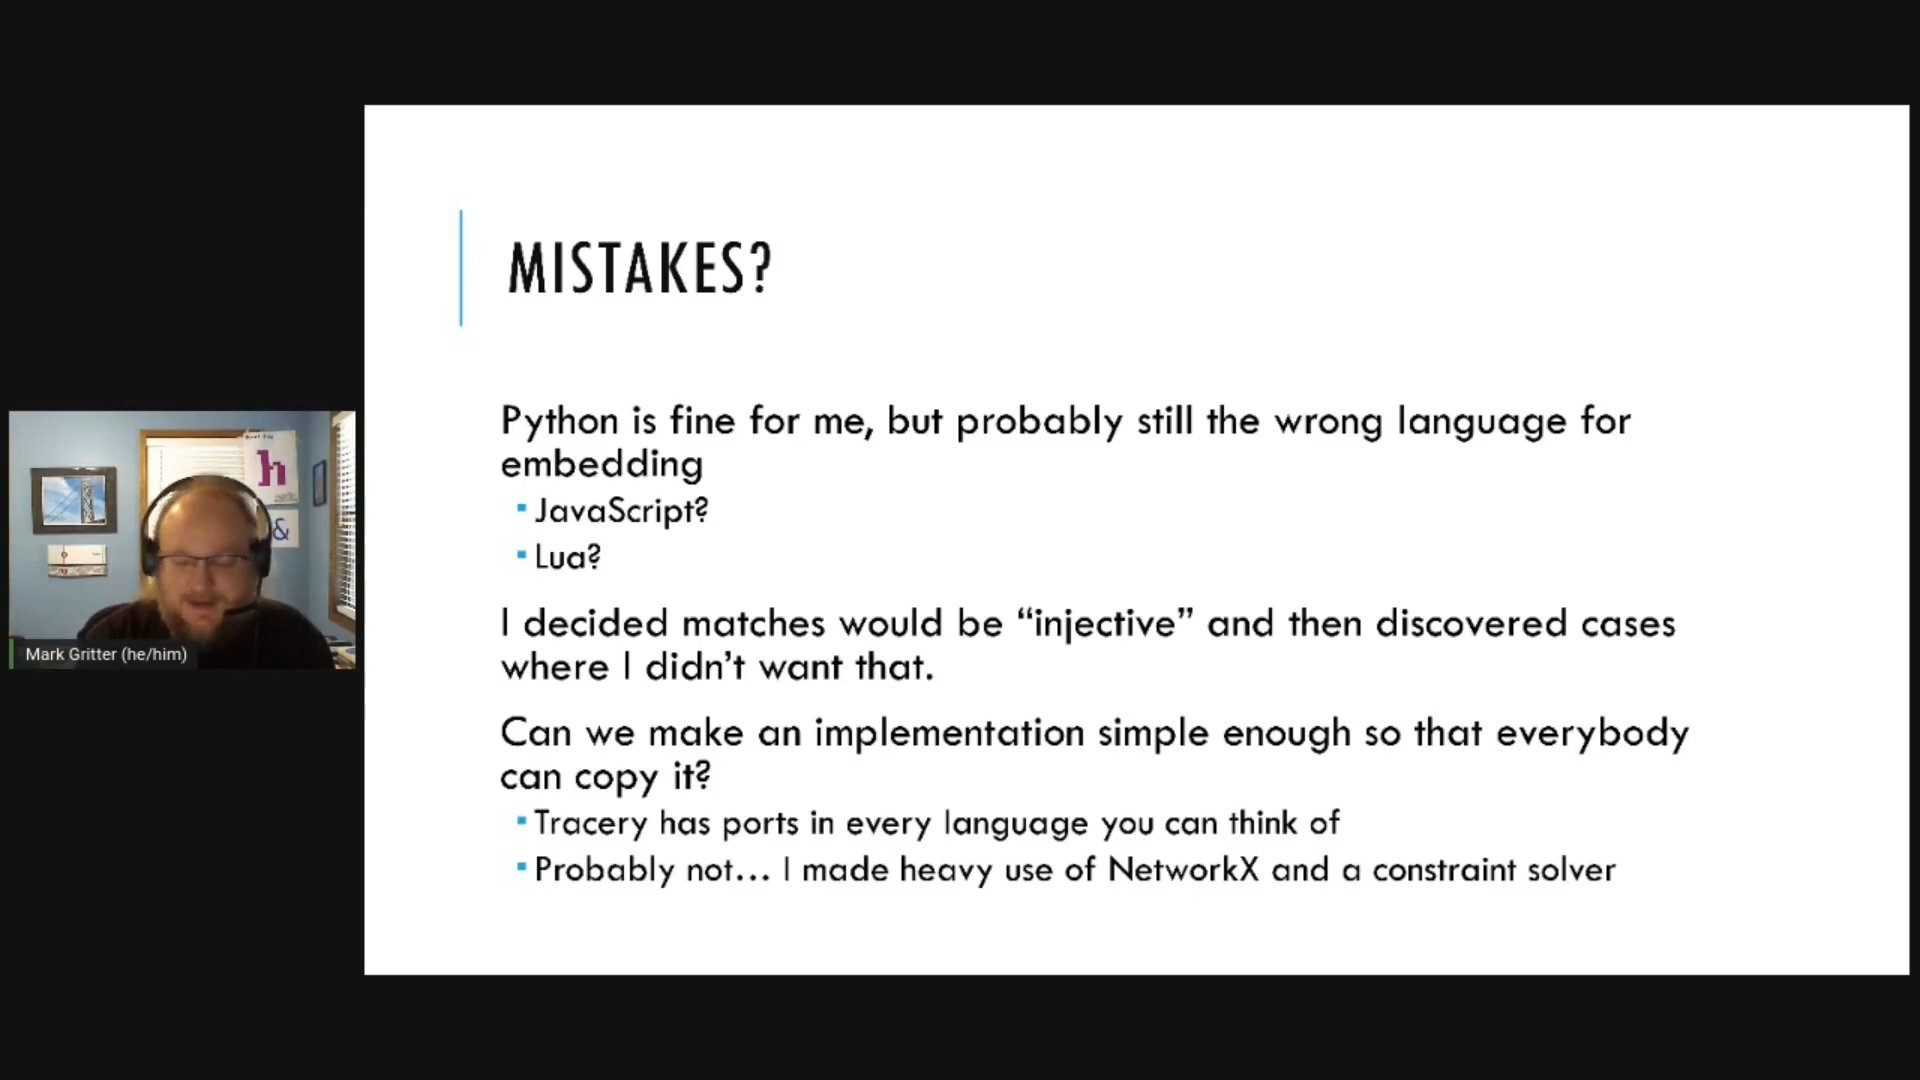 MISTAKES?
Python is fine for me, but probably still the wrong language for
embedding
▪ JavaScript?
▪ Lua?
I decided matches would be “injective” and then discovered cases
where I didn’t want that.
Can we make an implementation simple enough so that everybody
can copy it?
▪ Tracery has ports in every language you can think of
▪ Probably not... I made heavy use of NetworkX and a constraint solver
h
&
Mark Gritter (he/him)